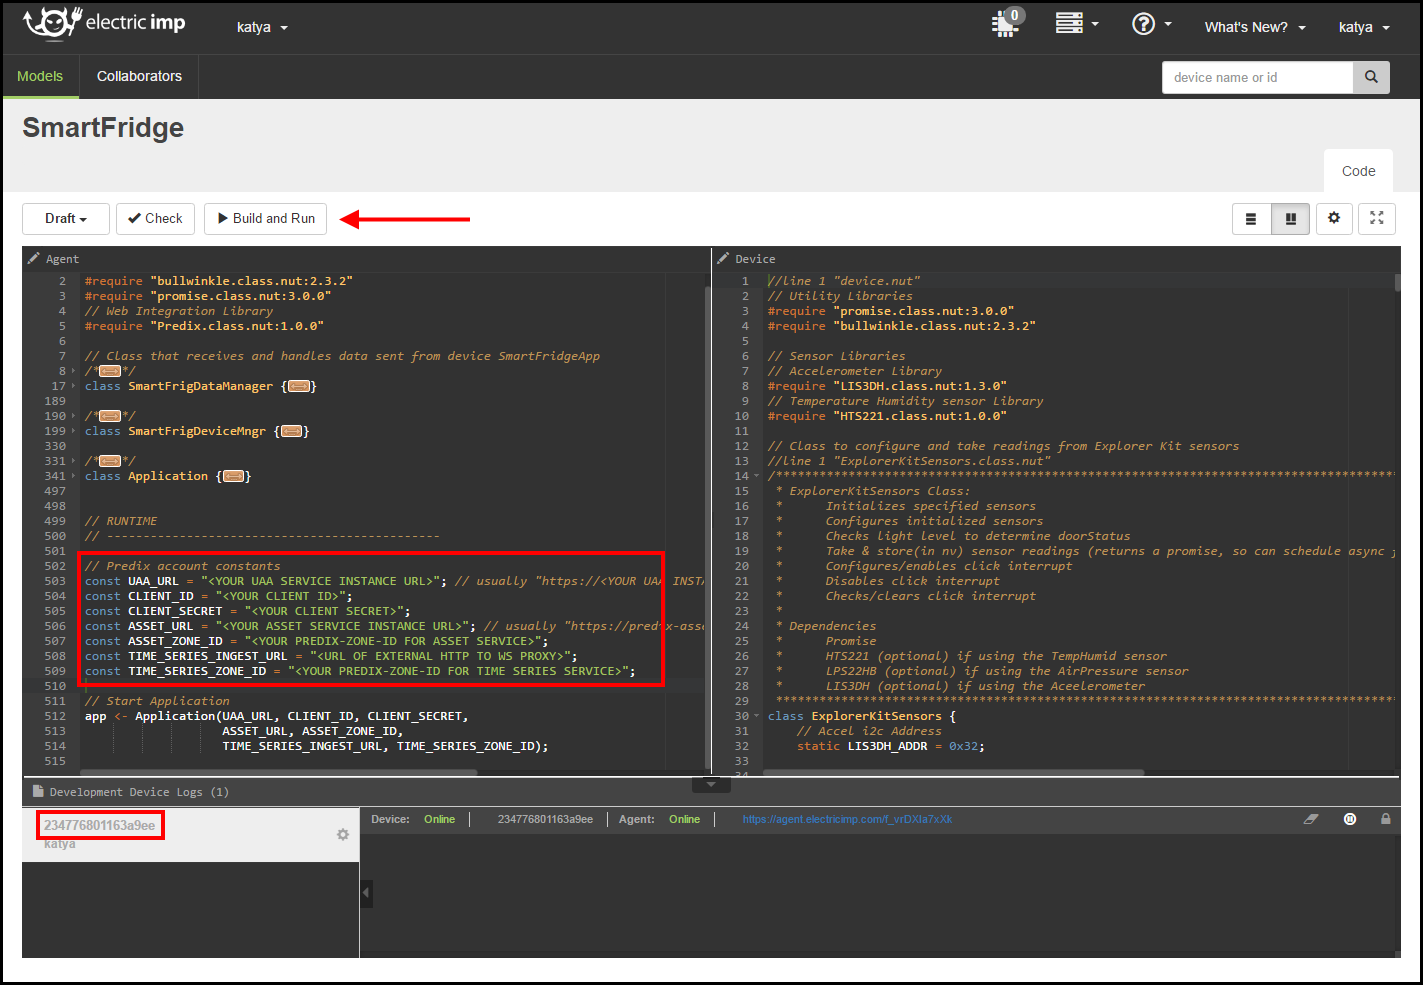 electric imp
katya
0
What's New?
katya
Models
Collaborators
device name or id
SmartFridge
Code
Draft
Check
Build and Run
Agent
2 #require "bullwinkle.class.nut:2.3.2"
3 #require "promise.class.nut:3.0.0"
4 // Web Integration Library
5 #require "Predix.class.nut:1.0.0"
6
7 // Class that receives and handles data sent from device SmartFridgeApp
8 /**/
17 class SmartFrigDataManager {}
189
190 /**/
199 class SmartFrigDeviceMngr {}
330
331 /**/
341 class Application {}
497
498
499 // RUNTIME
500 // ----------------------------------------------
501
502 // Predix account constants
503 const UAA_URL = "<YOUR UAA SERVICE INSTANCE URL>"; // usually "https://<YOUR UAA INSTA
504 const CLIENT_ID = "<YOUR CLIENT ID>";
505 const CLIENT_SECRET = "<YOUR CLIENT SECRET>";
506 const ASSET_URL = "<YOUR ASSET SERVICE INSTANCE URL>"; // usually "https://predix-asse
507 const ASSET_ZONE_ID = "<YOUR PREDIX-ZONE-ID FOR ASSET SERVICE>";
508 const TIME_SERIES_INGEST_URL = "<URL OF EXTERNAL HTTP TO WS PROXY>";
509 const TIME_SERIES_ZONE_ID = "<YOUR PREDIX-ZONE-ID FOR TIME SERIES SERVICE>";
510
511 // Start Application
512 app <- Application(UAA_URL, CLIENT_ID, CLIENT_SECRET,
513 ASSET_URL, ASSET_ZONE_ID,
514 TIME_SERIES_INGEST_URL, TIME_SERIES_ZONE_ID);
515
Device
1 //line 1 "device.nut"
2 // Utility Libraries
3 #require "promise.class.nut:3.0.0"
4 #require "bullwinkle.class.nut:2.3.2"
5
6 // Sensor Libraries
7 // Accelerometer Library
8 #require "LIS3DH.class.nut:1.3.0"
9 // Temperature Humidity sensor Library
10 #require "HTS221.class.nut:1.0.0"
11
12 // Class to configure and take readings from Explorer Kit sensors
13 //line 1 "ExplorerKitSensors.class.nut"
14 /***************************************************************************************
15 * ExplorerKitSensors Class:
16 * Initializes specified sensors
17 * Configures initialized sensors
18 * Checks light level to determine doorStatus
19 * Take & store(in nv) sensor readings (returns a promise, so can schedule async
20 * Configures/enables click interrupt
21 * Disables click interrupt
22 * Checks/clears click interrupt
23 *
24 * Dependencies
25 * Promise
26 * HTS221 (optional) if using the TempHumid sensor
27 * LPS22HB (optional) if using the AirPressure sensor
28 * LIS3DH (optional) if using the Aceelerometer
29 ***************************************************************************************
30 class ExplorerKitSensors {
31 // Accel i2c Address
32 static LIS3DH_ADDR = 0x32;
33
34
Development Device Logs (1)
234776801163a9ee
katya
Device: Online 234776801163a9ee Agent: Online https://agent.electricimp.com/f_vrDXIa7xXk